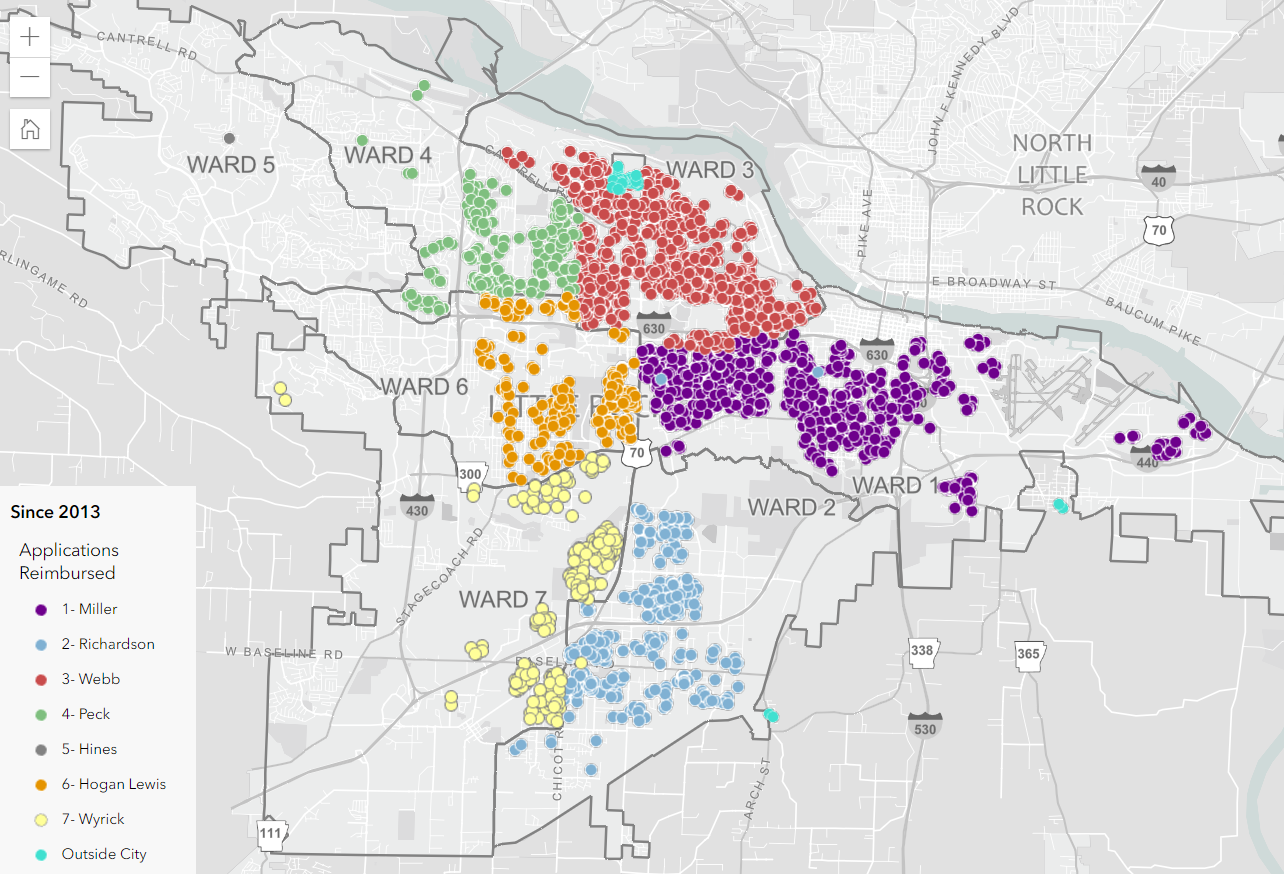 +
CANTRELL RD
−
WARD 5
WARD 4
WARD 3
JOHN F KENNEDY BLVD
NORTH
LITTLE
ROCK
40
70
PIKE AVE
E BROADWAY ST
BAUCUM PIKE
RLINGAME RD
630
630
WARD 6
70
440
300
WARD 1
WARD 2
430
STAGECOACH RD
WARD 7
W BASELINE RD
338
365
530
CHICOT R
ARCH ST
111
Since 2013
Applications
Reimbursed
1- Miller
2- Richardson
3- Webb
4- Peck
5- Hines
6- Hogan Lewis
7- Wyrick
Outside City